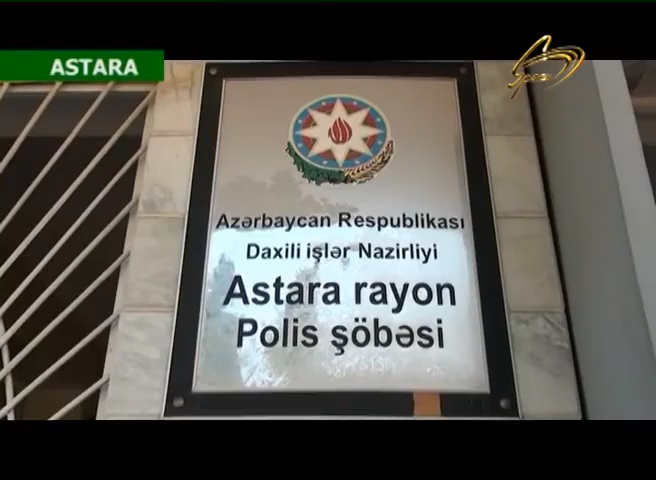 ASTARA
Azərbaycan Respublikası
Daxili işlər Nazirliyi
Astara rayon
Polis şöbəsi